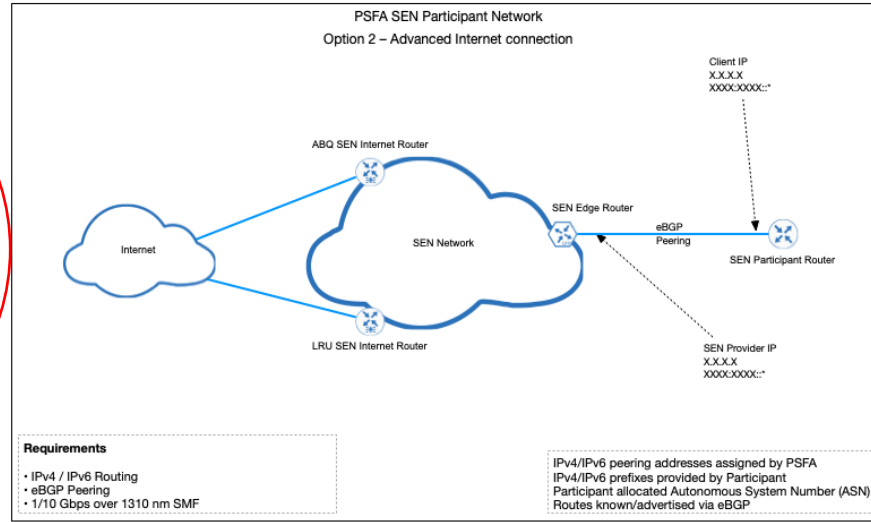 PSFA SEN Participant Network
Option 2 – Advanced Internet connection
Client IP
X.X.X.X
XXXX:XXXX::*
ABQ SEN Internet Router
SEN Edge Router
eBGP
Peering
Internet
SEN Network
SEN Participant Router
LRU SEN Internet Router
SEN Provider IP
X.X.X.X
XXXX:XXXX::*
Requirements
• IPv4 / IPv6 Routing
• eBGP Peering
• 1/10 Gbps over 1310 nm SMF
IPv4/IPv6 peering addresses assigned by PSFA
IPv4/IPv6 prefixes provided by Participant
Participant allocated Autonomous System Number (ASN)
Routes known/advertised via eBGP